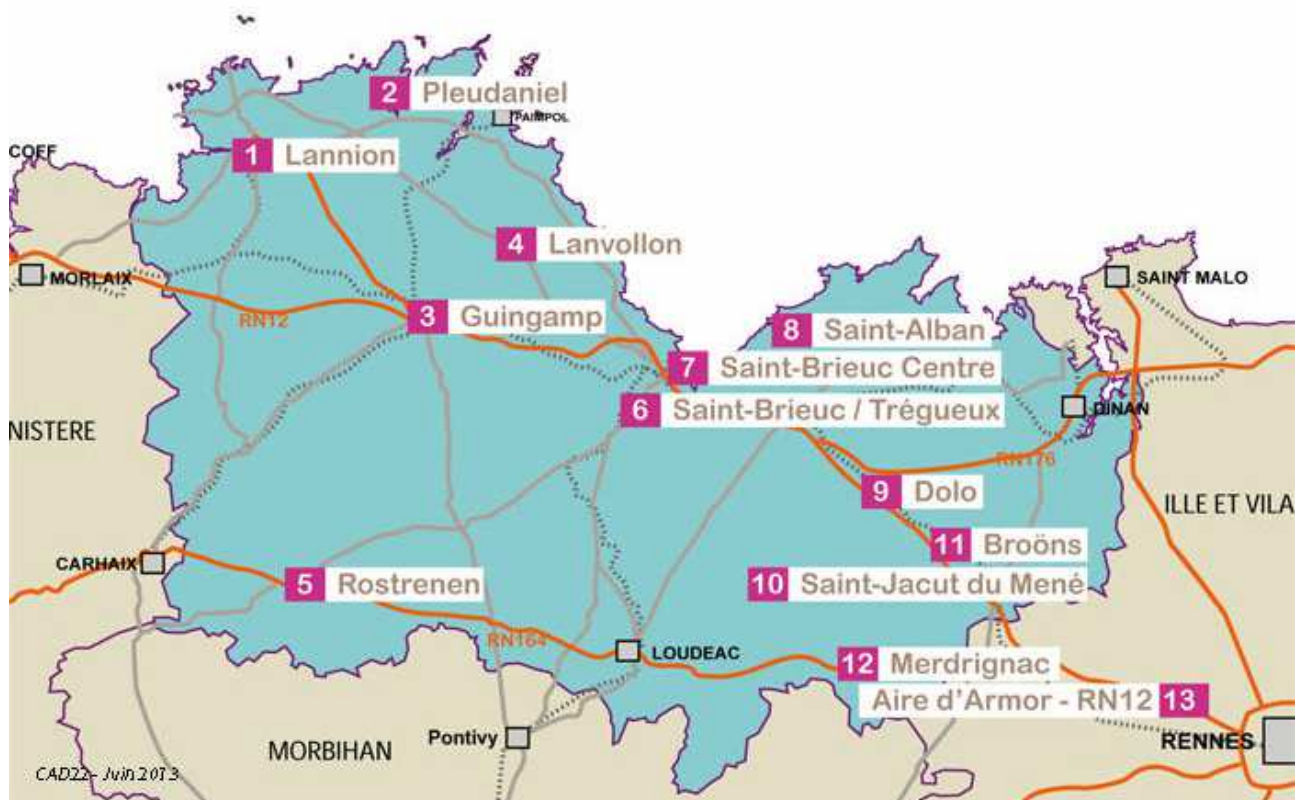 2 Pleudaniel
PAIMPOL
COFF
1 Lannion
4 Lanvollon
MORLAIX
SAINT MALO
RN12
3 Guingamp
8 Saint-Alban
7 Saint-Brieuc Centre
6 Saint-Brieuc / Trégueux
DINAN
NISTERE
RN176
9 Dolo
ILLE ET VILA
11 Broöns
CARHAIX
5 Rostrenen
10 Saint-Jacut du Mené
RN164
LOUDEAC
12 Merdrignac
Aire d'Armor - RN12 13
Pontivy
MORBIHAN
RENNES
CAD22- Juin 2013